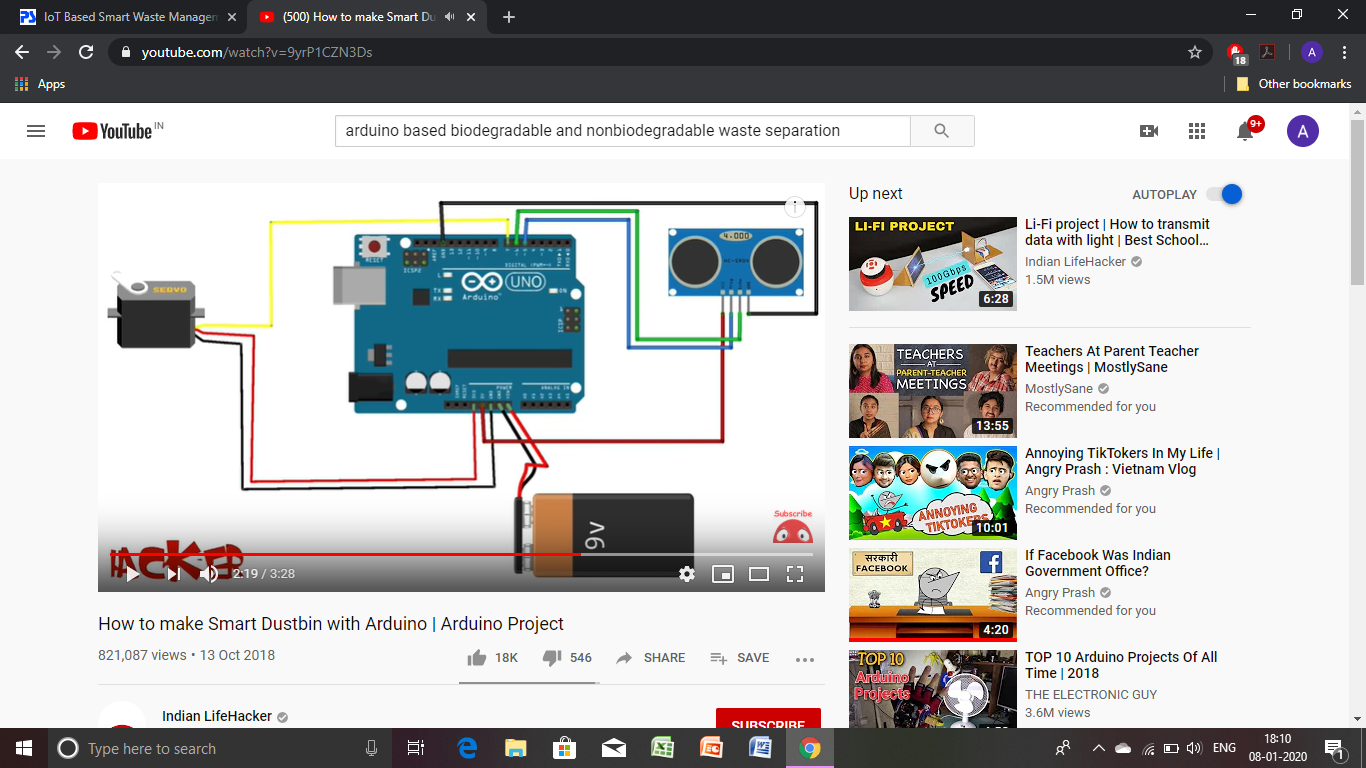 IoT Based Smart Waste Managem
(500) How to make Smart Du
youtube.com/watch?v=9yrP1CZN3Ds
18
A
Apps
Other bookmarks
YouTube IN
arduino based biodegradable and nonbiodegradable waste separation
9+
A
SERVO
RESET
ICSP2
L
TX
RX
DIGITAL (PWM~)
UNO
Arduino
ON
ICSP
POWER
ANALOG IN
4.000
9v
Subscribe
HACKER
2:19 / 3:28
How to make Smart Dustbin with Arduino | Arduino Project
821,087 views • 13 Oct 2018
18K
546
SHARE
SAVE
Indian LifeHacker
SUBSCRIBE
Up next
AUTOPLAY
LI-FI PROJECT
100Gbps
SPEED
6:28
Li-Fi project | How to transmit
data with light | Best School...
Indian LifeHacker
1.5M views
TEACHERS
AT
PARENT-TEACHER
MEETINGS
13:55
Teachers At Parent Teacher
Meetings | MostlySane
MostlySane
Recommended for you
ANNOYING
TIKTOKERS
10:01
Annoying TikTokers In My Life |
Angry Prash : Vietnam Vlog
Angry Prash
Recommended for you
सरकारी
FACEBOOK
4:20
If Facebook Was Indian
Government Office?
Angry Prash
Recommended for you
TOP 10
Arduino
Projects
TOP 10 Arduino Projects Of All
Time | 2018
THE ELECTRONIC GUY
3.6M views
Type here to search
ENG
18:10
08-01-2020
1